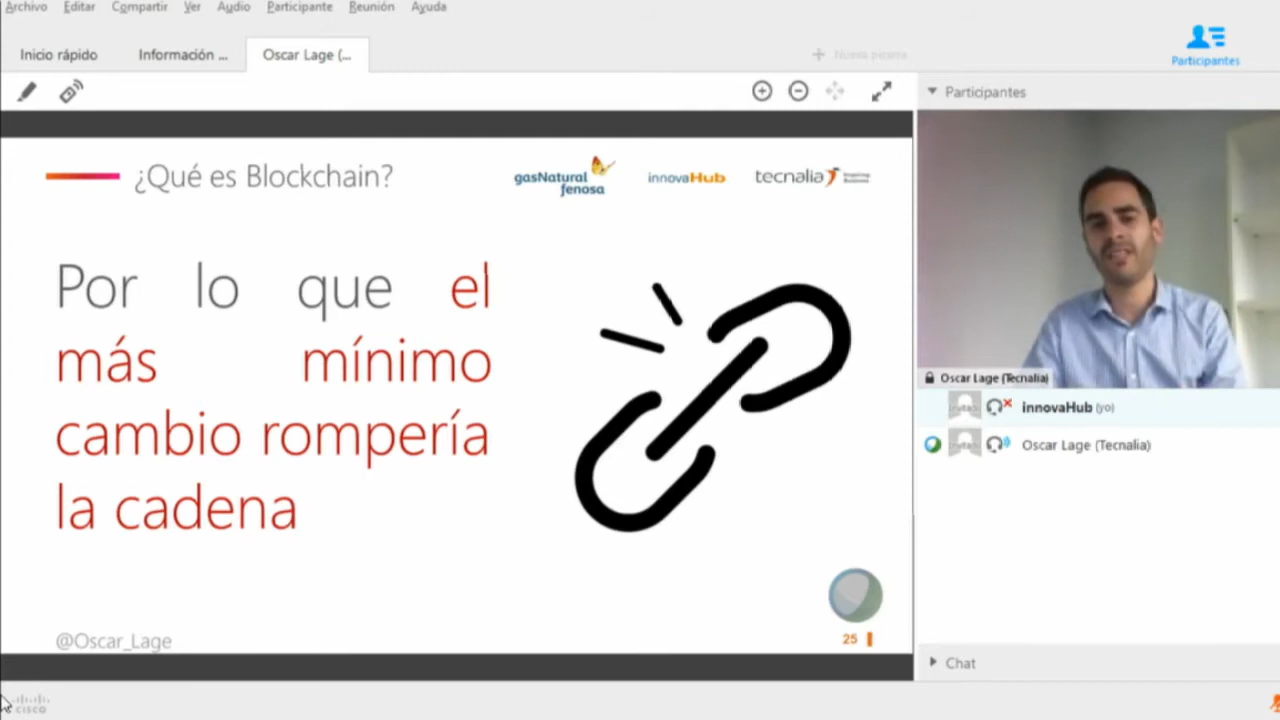 Archivo Editar Compartir Ver Audio Participante Reunión Ayuda
Inicio rápido Información ... Oscar Lage (... + Nueva pizarra
Participantes
Participantes
¿Qué es Blockchain?
gasNatural
fenosa
innovaHub
tecnalia
Por lo que el
más mínimo
cambio rompería
la cadena
@Oscar_Lage
25
Oscar Lage (Tecnalia)
innovaHub (yo)
Oscar Lage (Tecnalia)
Chat
CISCO